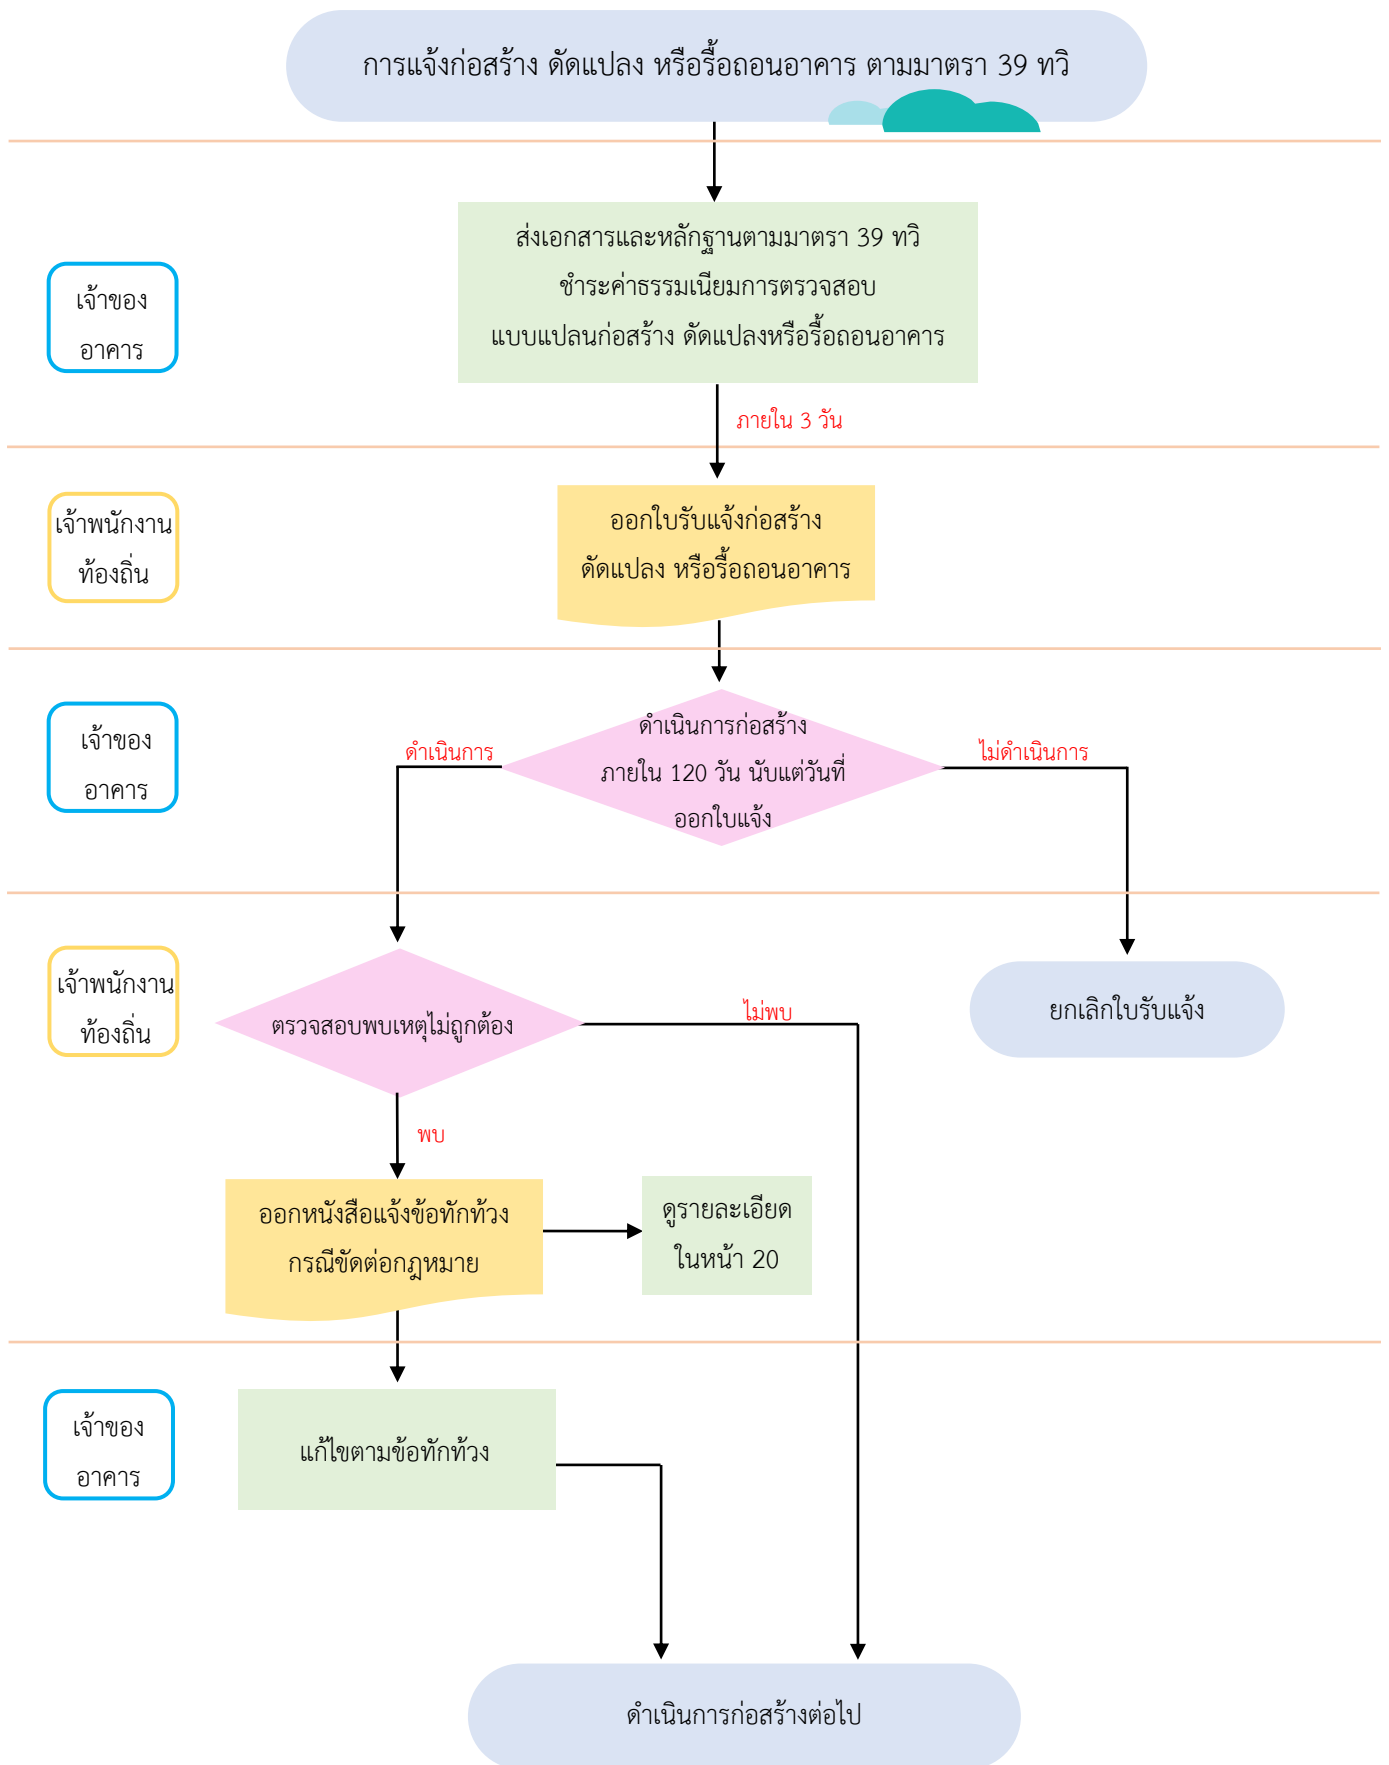 การแจ้งก่อสร้าง ดัดแปลง หรือรื้อถอนอาคาร ตามมาตรา 39 ทวิ
เจ้าของ
อาคาร
ส่งเอกสารและหลักฐานตามมาตรา 39 ทวิ
ชำระค่าธรรมเนียมการตรวจสอบ
แบบแปลนก่อสร้าง ดัดแปลงหรือรื้อถอนอาคาร
ภายใน 3 วัน
เจ้าพนักงาน
ท้องถิ่น
ออกใบรับแจ้งก่อสร้าง
ดัดแปลง หรือรื้อถอนอาคาร
เจ้าของ
อาคาร
ดำเนินการก่อสร้าง
ภายใน 120 วัน นับแต่วันที่
ออกใบแจ้ง
ดำเนินการ
ไม่ดำเนินการ
เจ้าพนักงาน
ท้องถิ่น
ตรวจสอบพบเหตุไม่ถูกต้อง
ไม่พบ
ยกเลิกใบรับแจ้ง
พบ
ออกหนังสือแจ้งข้อทักท้วง
กรณีขัดต่อกฎหมาย
ดูรายละเอียด
ในหน้า 20
เจ้าของ
อาคาร
แก้ไขตามข้อทักท้วง
ดำเนินการก่อสร้างต่อไป